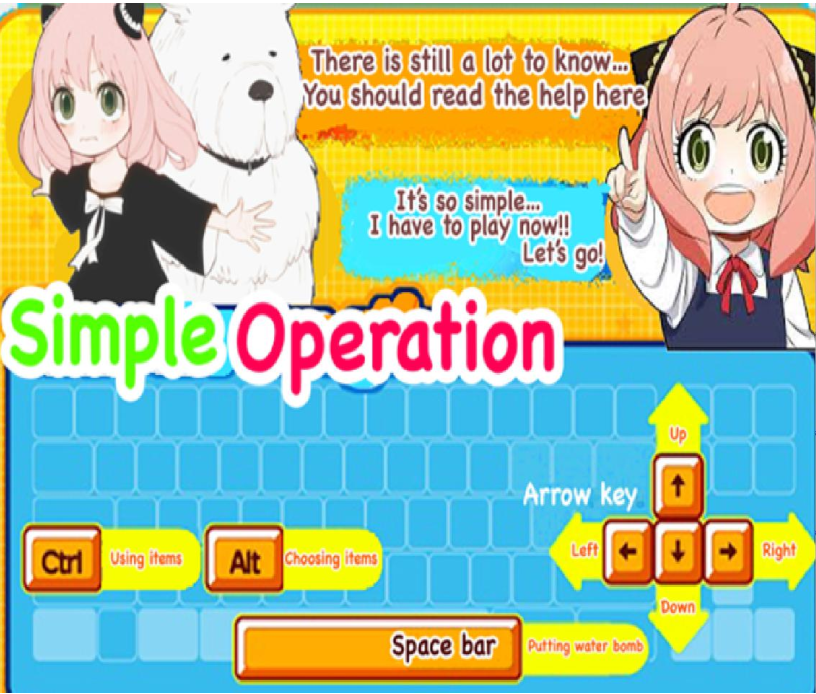 There is still a lot to know...
You should read the help here
It's so simple...
I have to play now!!
Let's go!
Simple Operation
Up
Arrow key
Ctrl Using items Alt Choosing items Left ← ↓ → Right
↑
Down
Space bar Putting water bomb